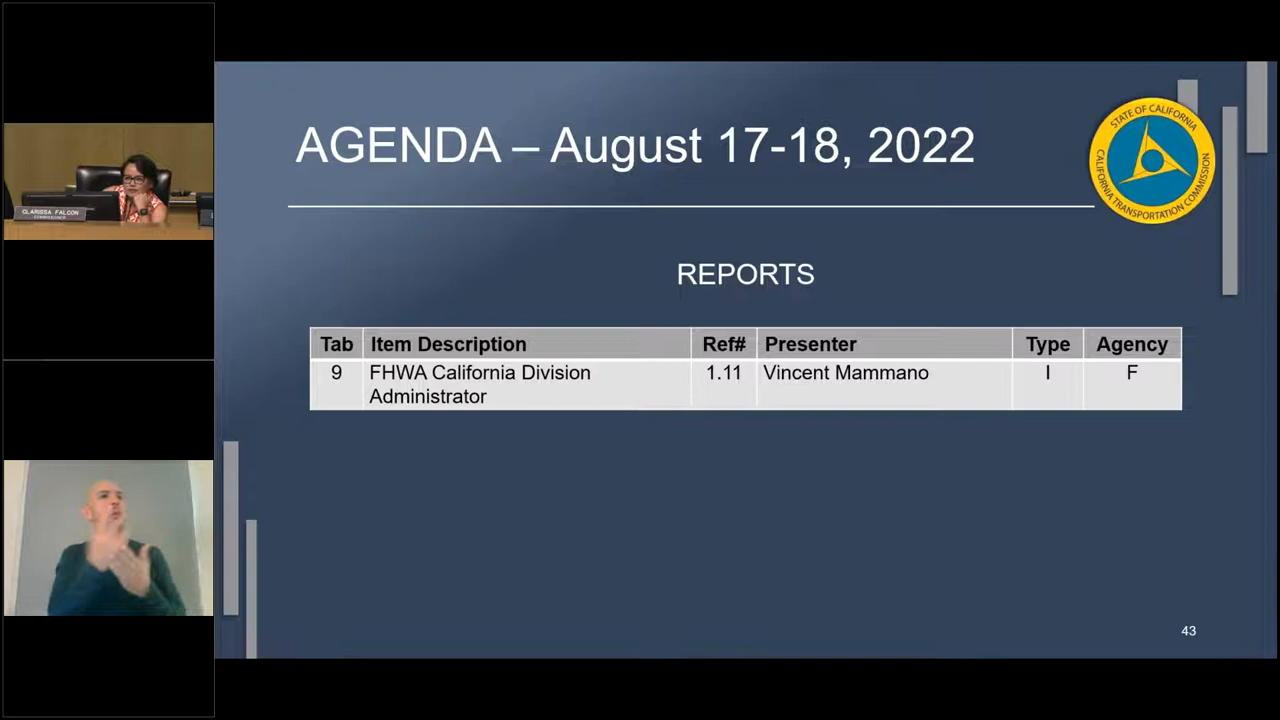 AGENDA – August 17-18, 2022
STATE OF CALIFORNIA
CALIFORNIA TRANSPORTATION COMMISSION
REPORTS
Tab Item Description Ref# Presenter Type Agency
9 FHWA California Division 1.11 Vincent Mammano I F
Administrator
CLARISSA FALCON
COMMISSIONER
43